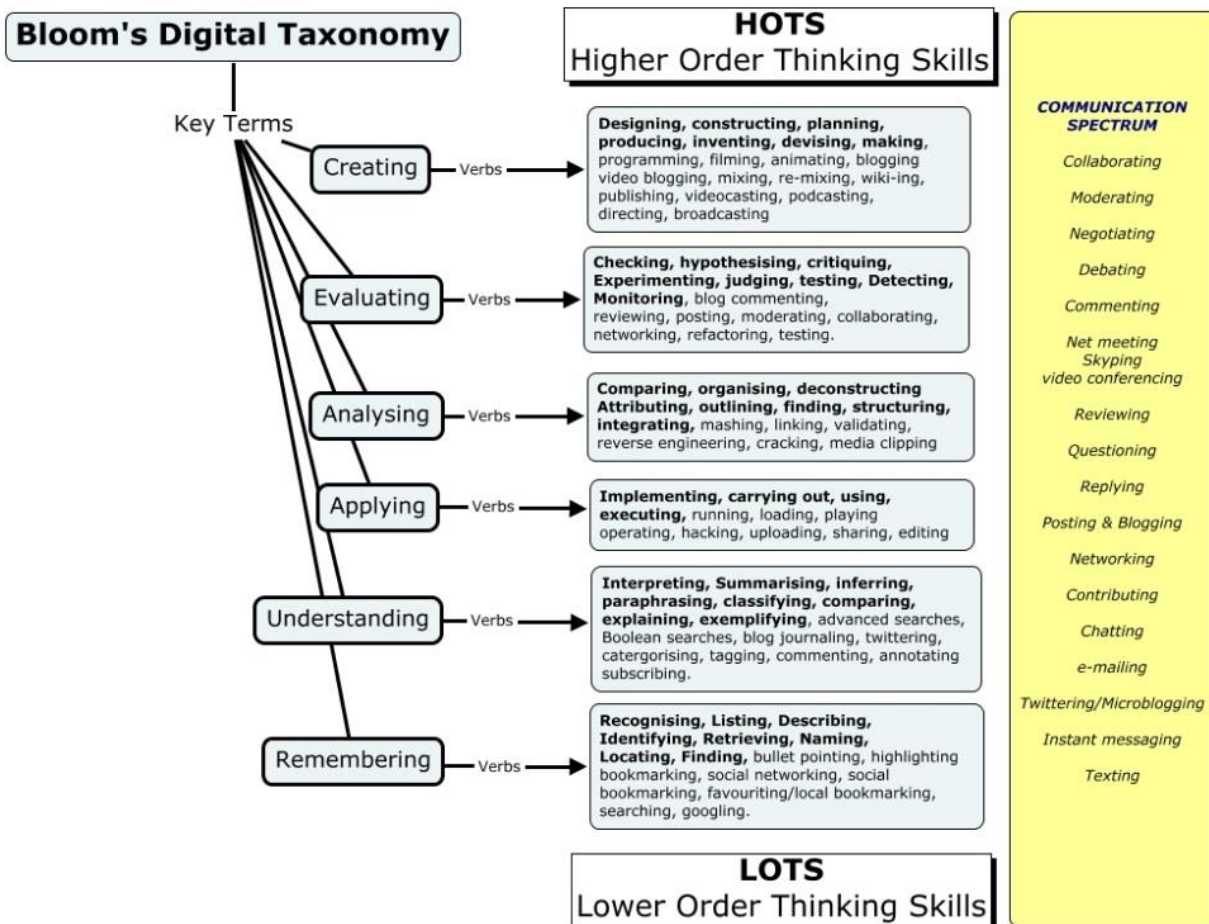 Bloom's Digital Taxonomy
HOTS
Higher Order Thinking Skills
Key Terms
Creating
Verbs
Designing, constructing, planning,
producing, inventing, devising, making,
programming, filming, animating, blogging
video blogging, mixing, re-mixing, wiki-ing,
publishing, videocasting, podcasting,
directing, broadcasting
Evaluating
Verbs
Checking, hypothesising, critiquing,
Experimenting, judging, testing, Detecting,
Monitoring, blog commenting,
reviewing, posting, moderating, collaborating,
networking, refactoring, testing.
Analysing
Verbs
Comparing, organising, deconstructing
Attributing, outlining, finding, structuring,
integrating, mashing, linking, validating,
reverse engineering, cracking, media clipping
Applying
Verbs
Implementing, carrying out, using,
executing, running, loading, playing
operating, hacking, uploading, sharing, editing
Understanding
Verbs
Interpreting, Summarising, inferring,
paraphrasing, classifying, comparing,
explaining, exemplifying, advanced searches,
Boolean searches, blog journaling, twittering,
catergorising, tagging, commenting, annotating
subscribing.
Remembering
Verbs
Recognising, Listing, Describing,
Identifying, Retrieving, Naming,
Locating, Finding, bullet pointing, highlighting
bookmarking, social networking, social
bookmarking, favouriting/local bookmarking,
searching, googling.
LOTS
Lower Order Thinking Skills
COMMUNICATION
SPECTRUM
Collaborating
Moderating
Negotiating
Debating
Commenting
Net meeting
Skyping
video conferencing
Reviewing
Questioning
Replying
Posting & Blogging
Networking
Contributing
Chatting
e-mailing
Twittering/Microblogging
Instant messaging
Texting